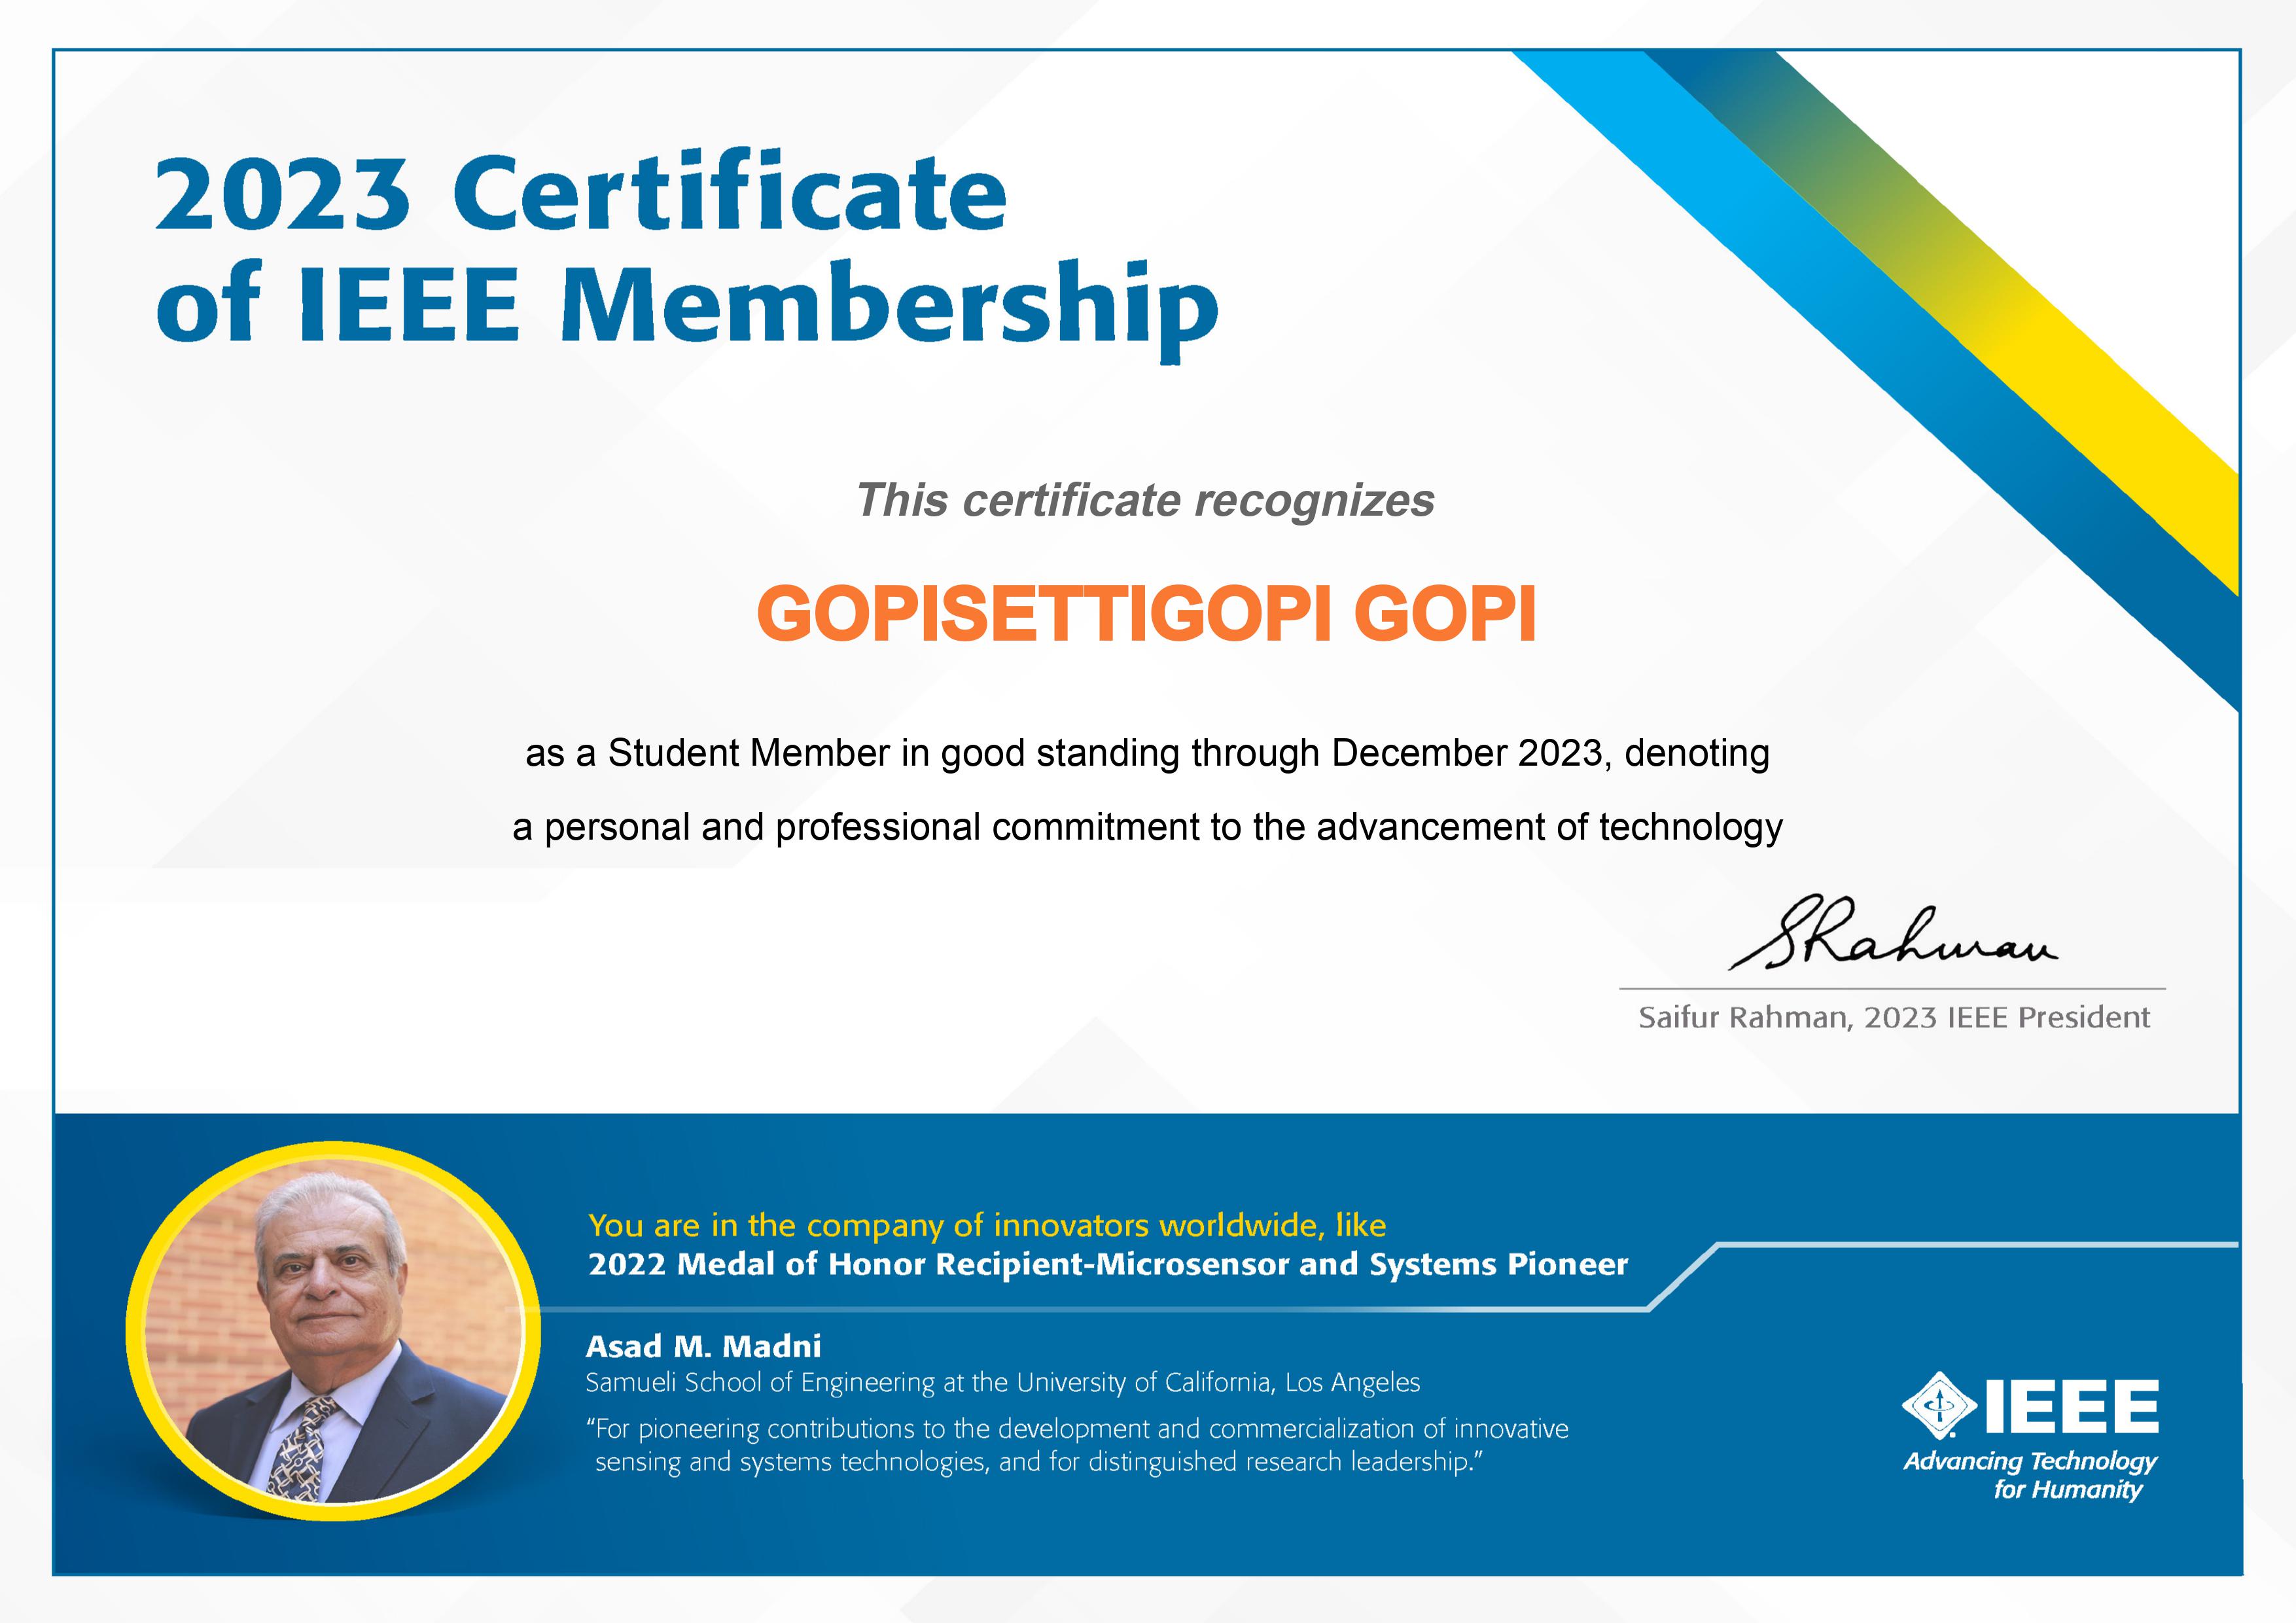 2023 Certificate
of IEEE Membership
This certificate recognizes
GOPISETTIGOPI GOPI
as a Student Member in good standing through December 2023, denoting
a personal and professional commitment to the advancement of technology
SRahman
Saifur Rahman, 2023 IEEE President
You are in the company of innovators worldwide, like
2022 Medal of Honor Recipient-Microsensor and Systems Pioneer
Asad M. Madni
Samueli School of Engineering at the University of California, Los Angeles
“For pioneering contributions to the development and commercialization of innovative
sensing and systems technologies, and for distinguished research leadership.”
IEEE
Advancing Technology
for Humanity